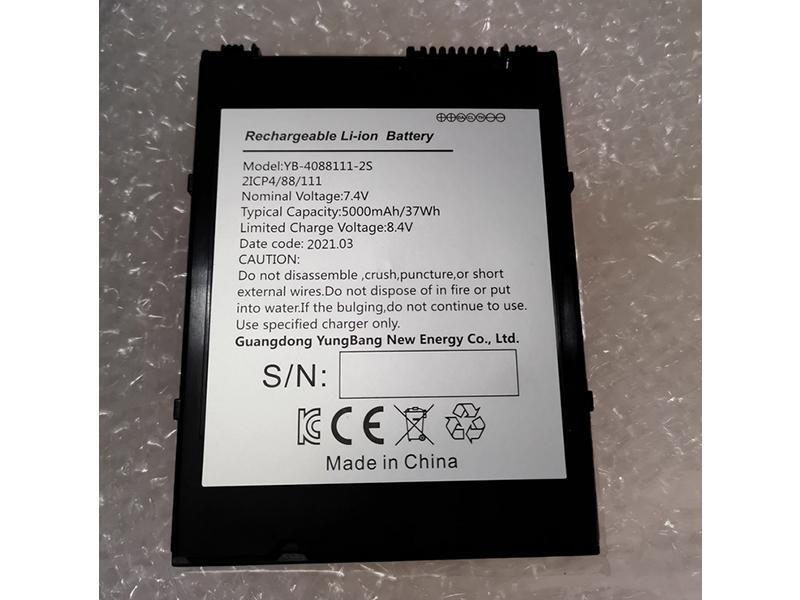 Rechargeable Li-ion Battery
Model:YB-4088111-2S
2ICP4/88/111
Nominal Voltage:7.4V
Typical Capacity:5000mAh/37Wh
Limited Charge Voltage:8.4V
Date code: 2021.03
CAUTION:
Do not disassemble ,crush,puncture,or short
external wires.Do not dispose of in fire or put
into water.If the bulging,do not continue to use.
Use specified charger only.
Guangdong YungBang New Energy Co., Ltd.
S/N:
CE
Made in China